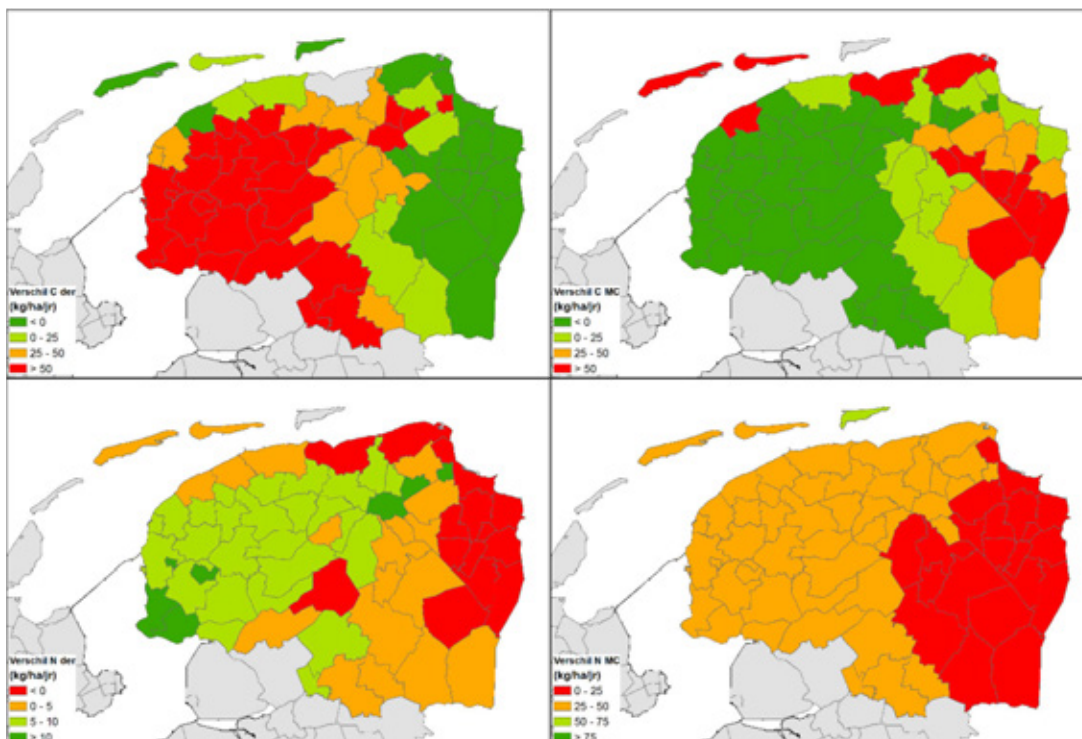 Verschil C der
(kg/ha/jr)
< 0
0 - 25
25 - 50
> 50
Verschil C MC
(kg/ha/jr)
< 0
0 - 25
25 - 50
> 50
Verschil N der
(kg/ha/jr)
< 0
0 - 5
5 - 10
> 10
Verschil N MC
(kg/ha/jr)
0 - 25
25 - 50
50 - 75
> 75